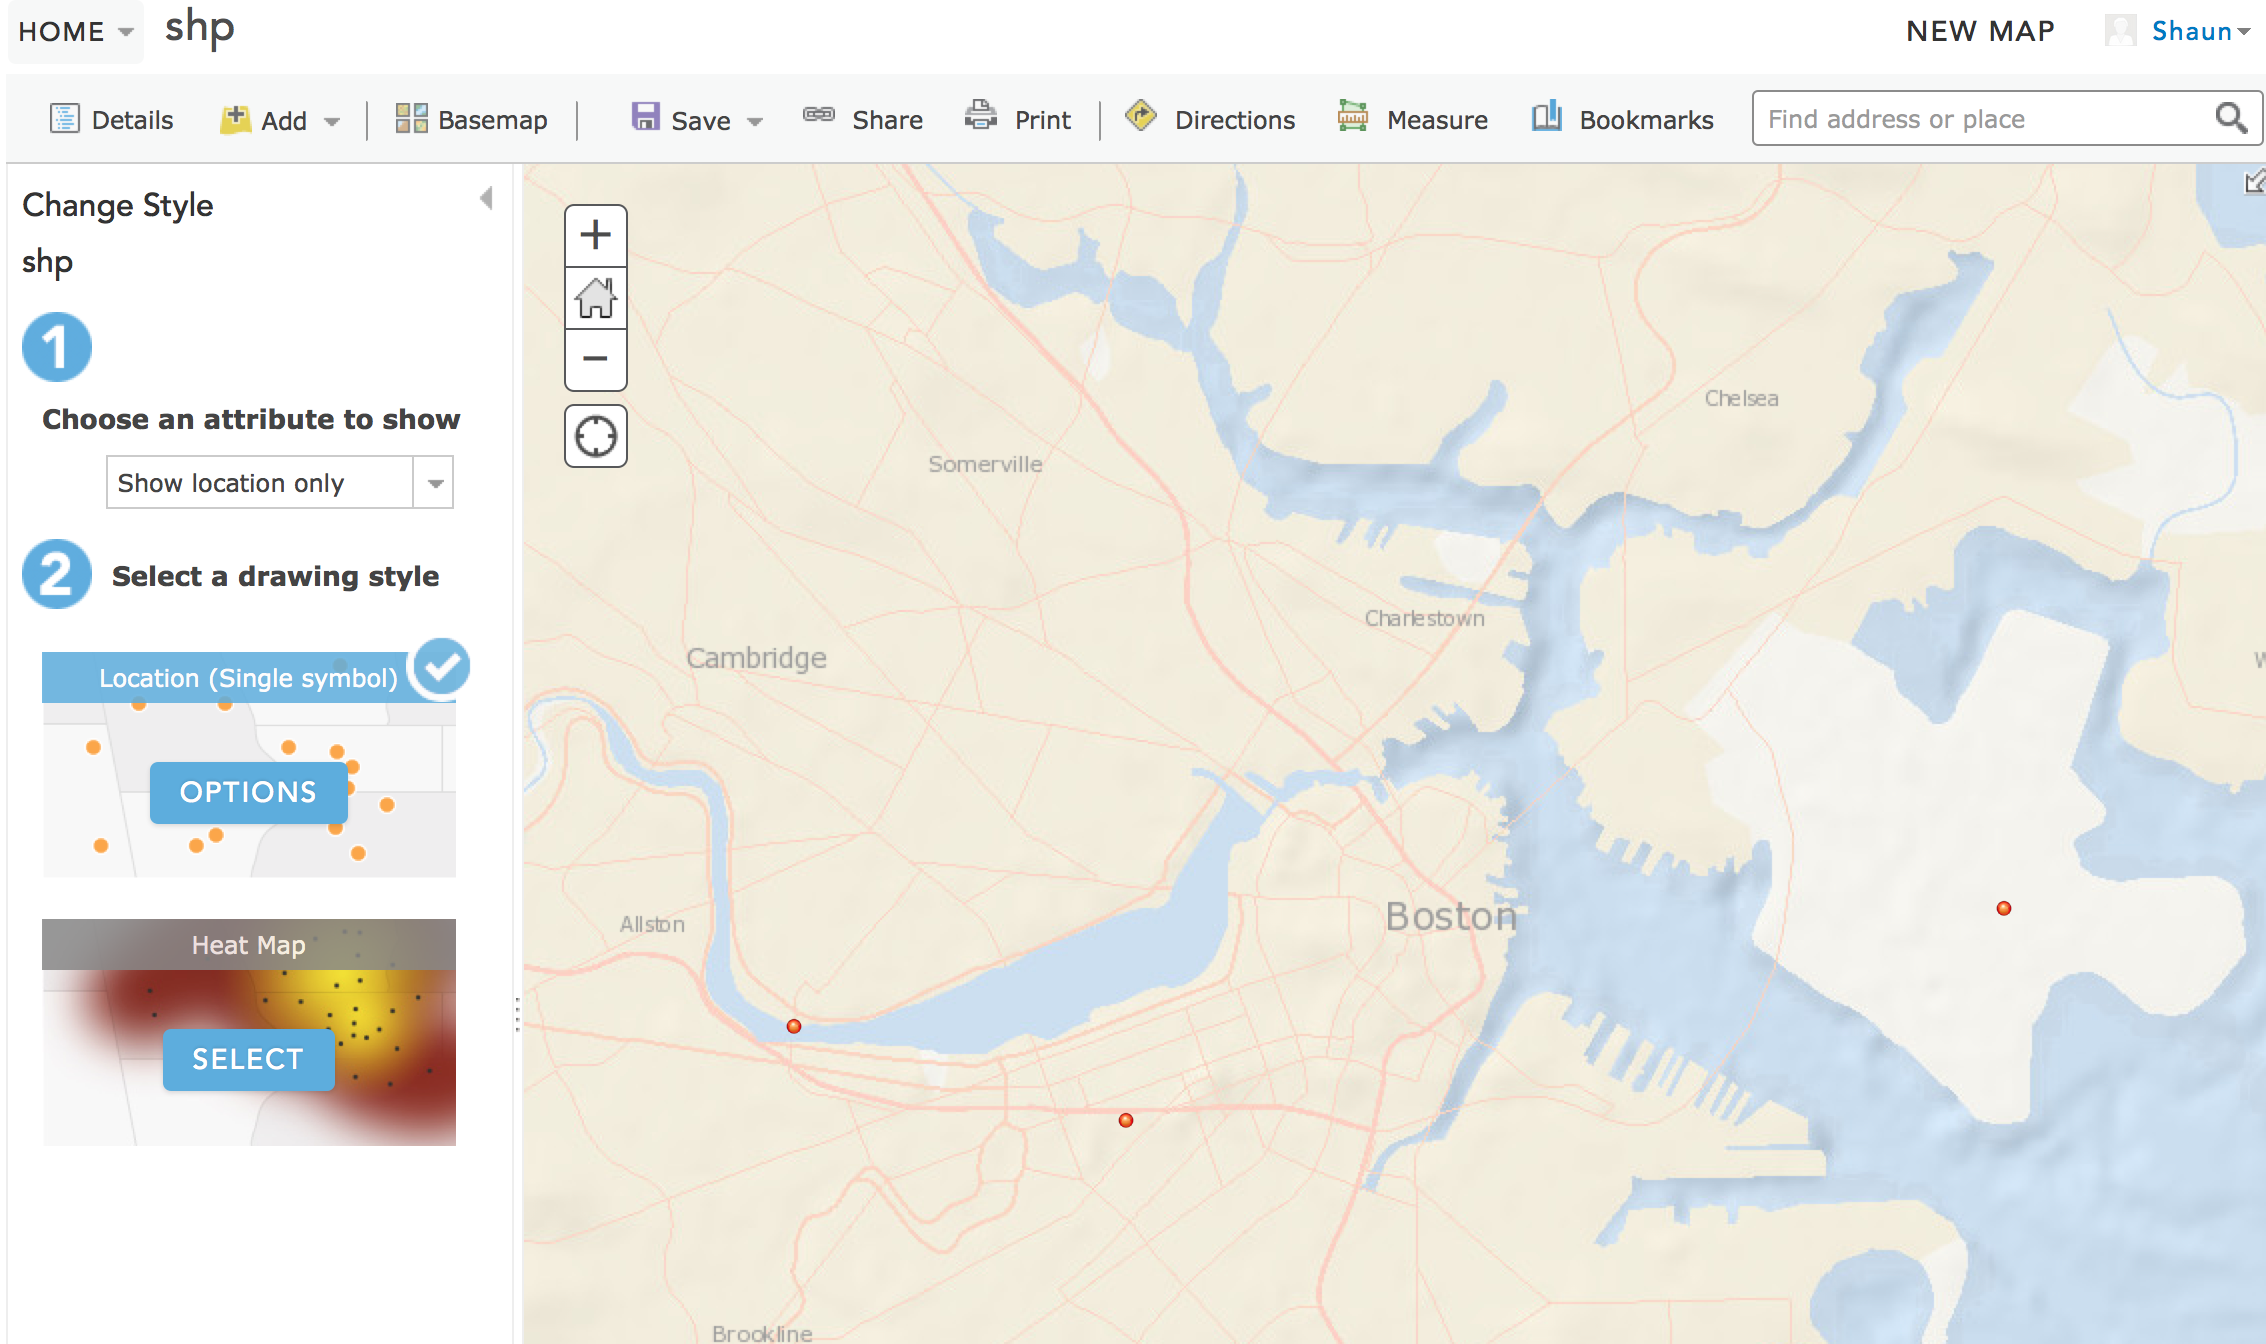 HOME shp NEW MAP Shaun
Details Add Basemap Save Share Print Directions Measure Bookmarks Find address or place
Change Style
shp
1
Choose an attribute to show
Show location only
2 Select a drawing style
Location (Single symbol)
OPTIONS
Heat Map
SELECT
Chelsea
Somerville
Charlestown
Cambridge
Allston
Boston
Brookline